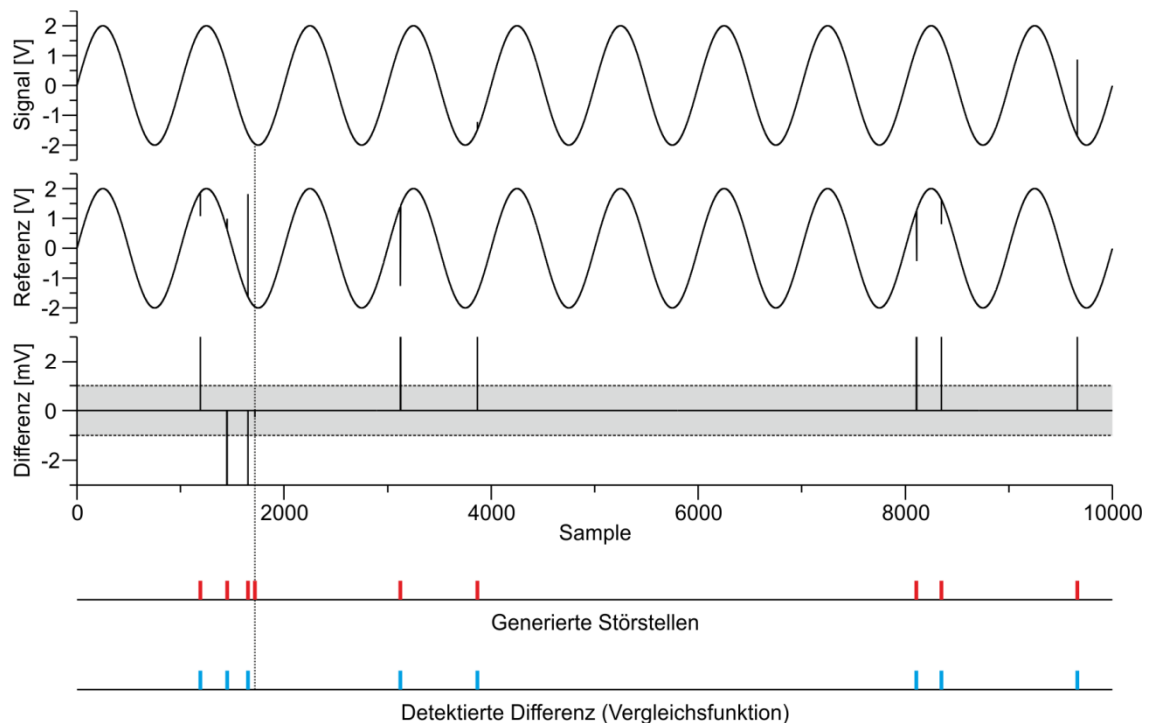 Signal [V]
2
1
0
-1
-2
Referenz [V]
2
1
0
-1
-2
Differenz [mV]
2
0
-2
0 2000 4000 6000 8000 10000
Sample
Generierte Störstellen
Detektierte Differenz (Vergleichsfunktion)